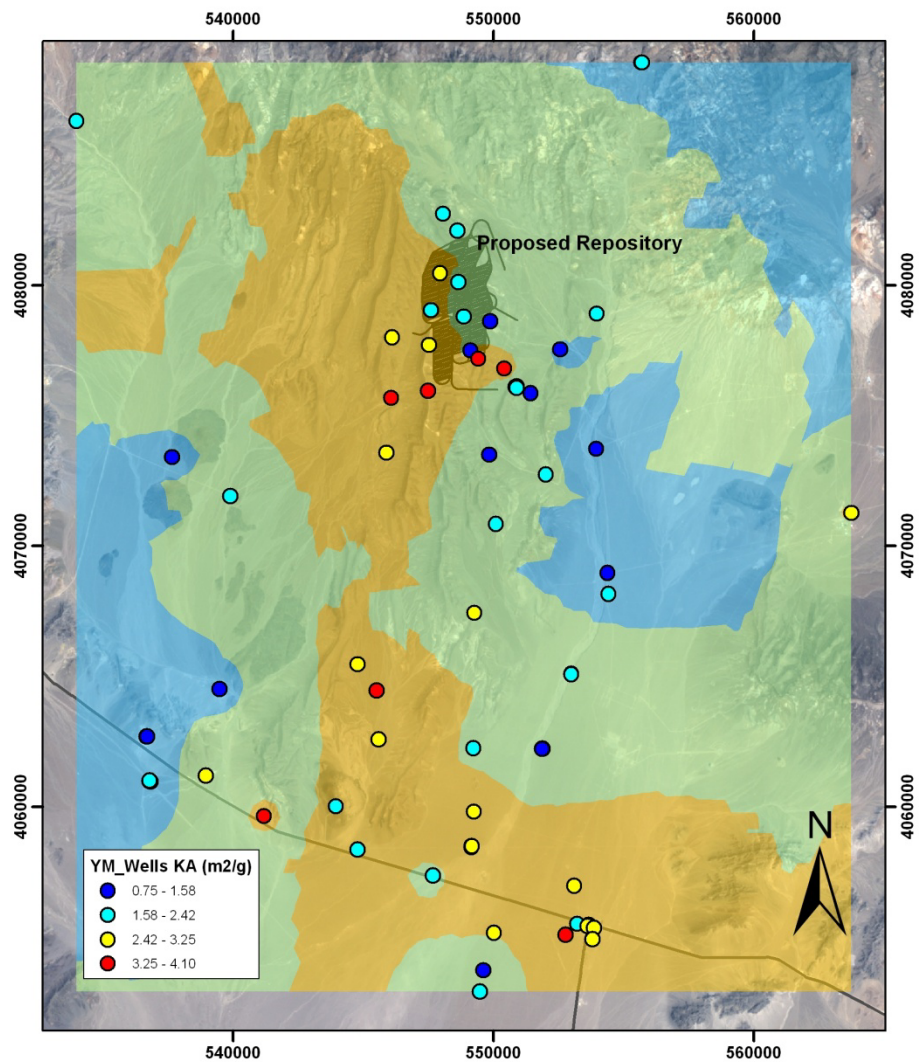 540000 550000 560000
Proposed Repository
4080000 4080000
4070000 4070000
4060000 4060000
N
YM_Wells KA (m2/g)
0.75 - 1.58
1.58 - 2.42
2.42 - 3.25
3.25 - 4.10
540000 550000 560000